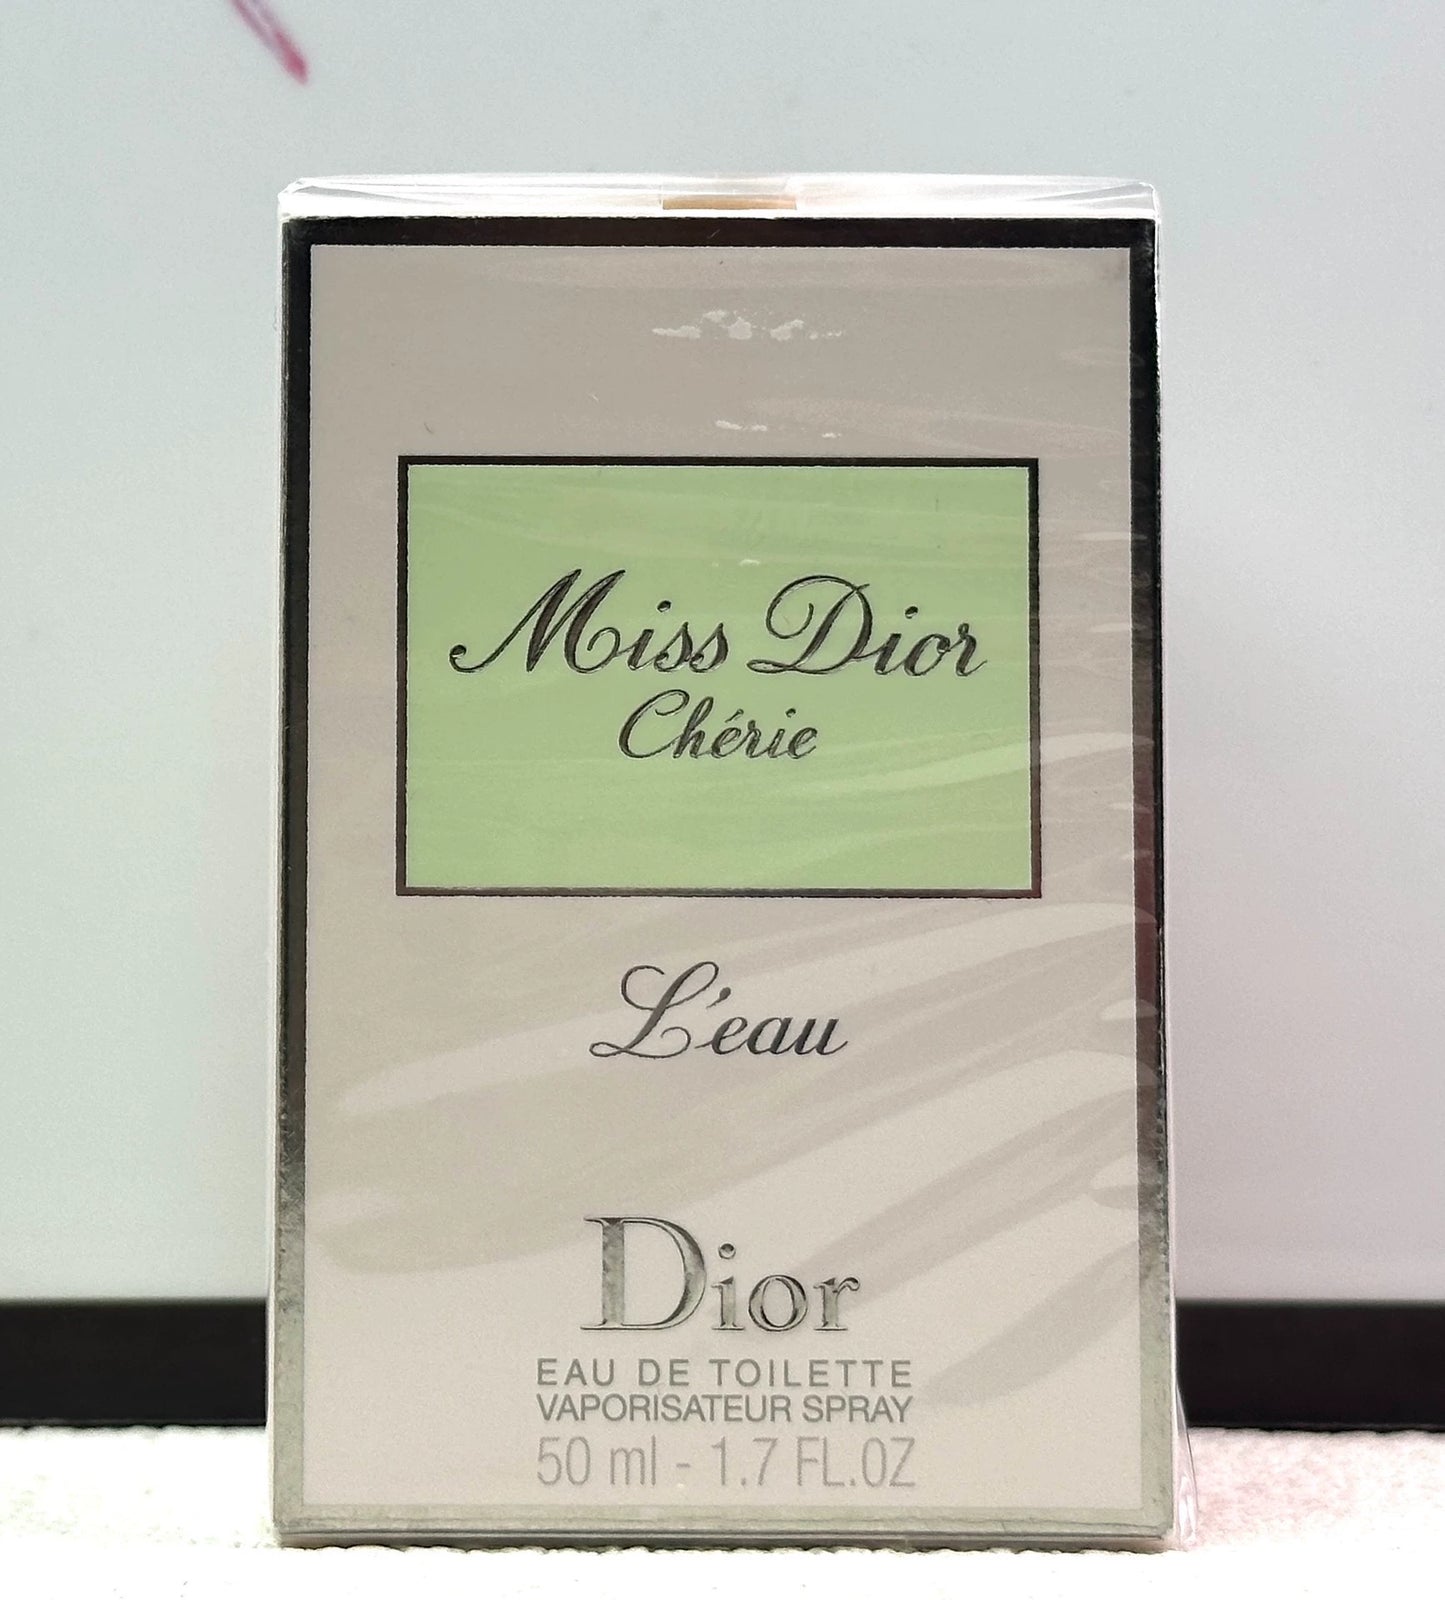 Miss Dior
Chérie
L'eau
Dior
EAU DE TOILETTE
VAPORISATEUR SPRAY
50 ml - 1.7 FL.OZ